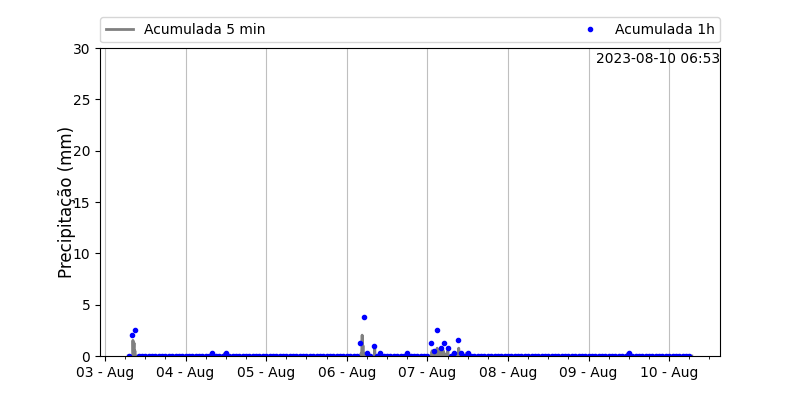 Acumulada 5 min
Acumulada 1h
2023-08-10 06:53
Precipitação (mm)
30
25
20
15
10
5
0
03 - Aug
04 - Aug
05 - Aug
06 - Aug
07 - Aug
08 - Aug
09 - Aug
10 - Aug